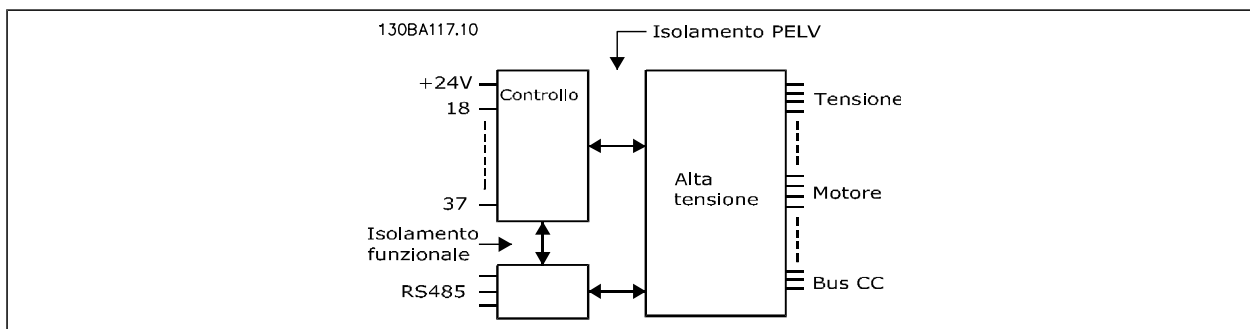 130BA117.10
Isolamento PELV
+24V
Controllo
18
Tensione
37
Alta
tensione
Motore
Isolamento
funzionale
RS485
Bus CC